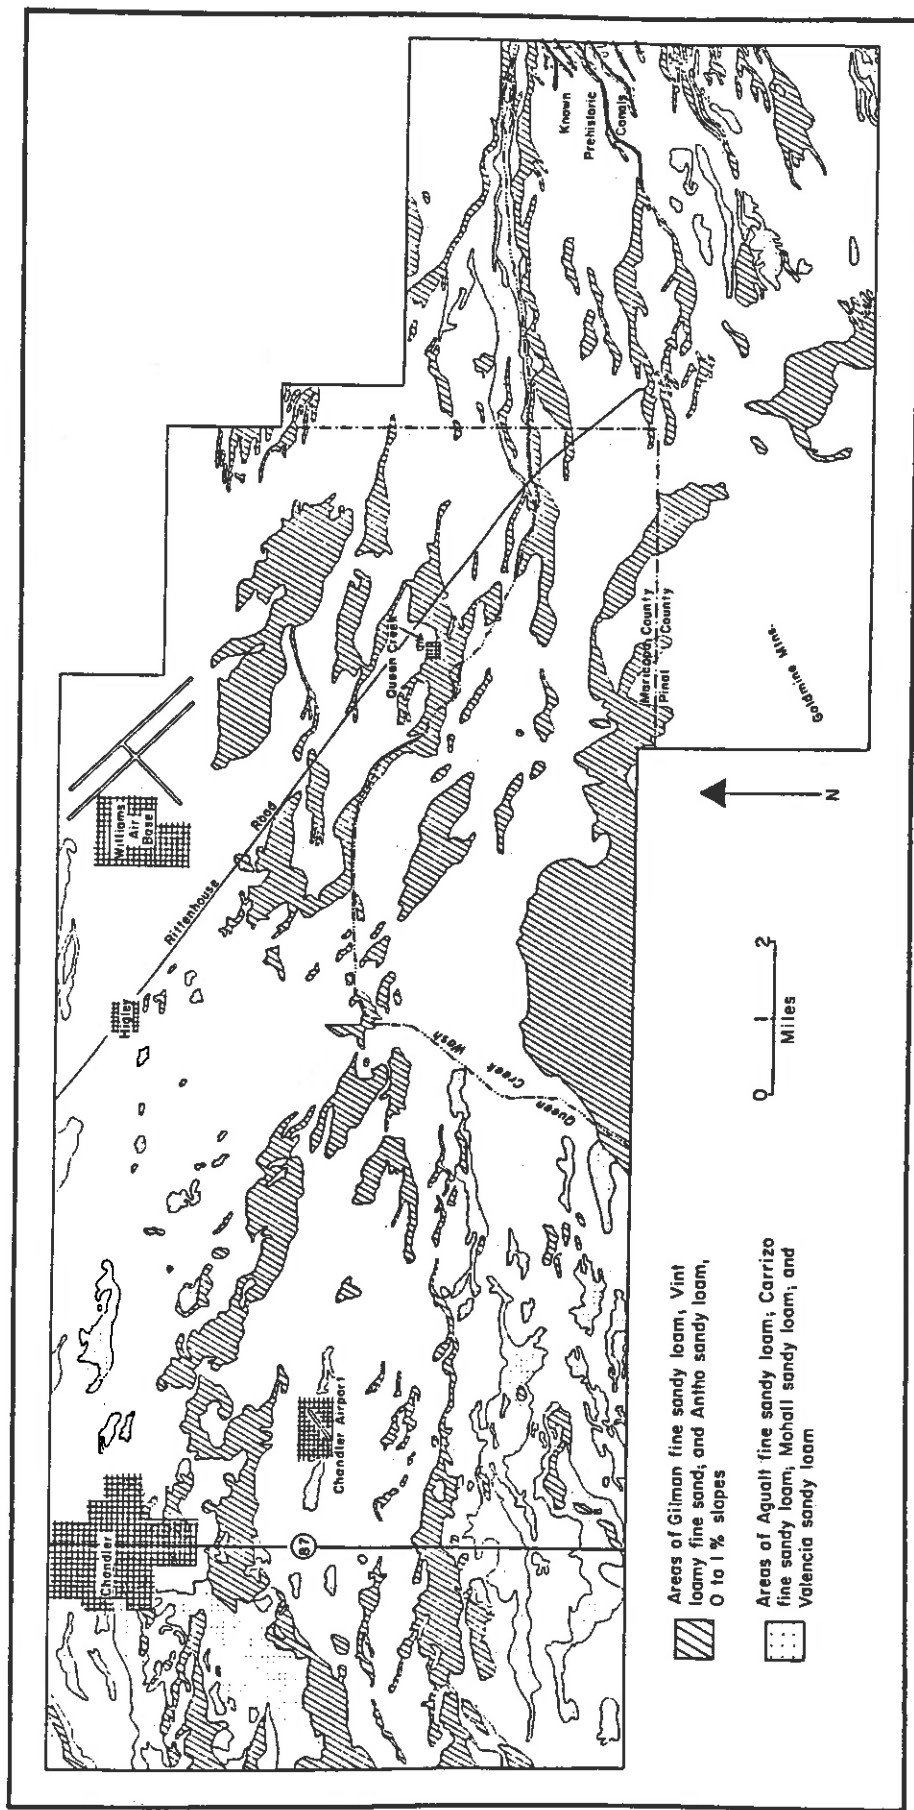 Known
Prehistoric
Canals
Queen Creek
Maricopa County
Pinal County
Goldmine Mtns.
Williams
Air
Base
Rittenhouse Road
Higley
N
0 1 2
Miles
Queen Creek Wash
Chandler Airport
87
Chandler
Areas of Gilman fine sandy loam, Vint
loamy fine sand; and Antho sandy loam,
0 to 1 % slopes
Areas of Agualt fine sandy loam; Carrizo
fine sandy loam; Mohall sandy loam; and
Valencia sandy loam